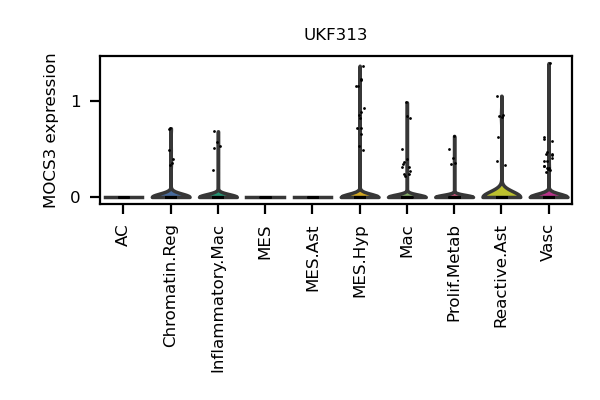 UKF313
MOCS3 expression
1
0
AC
Chromatin.Reg
Inflammatory.Mac
MES
MES.Ast
MES.Hyp
Mac
Prolif.Metab
Reactive.Ast
Vasc